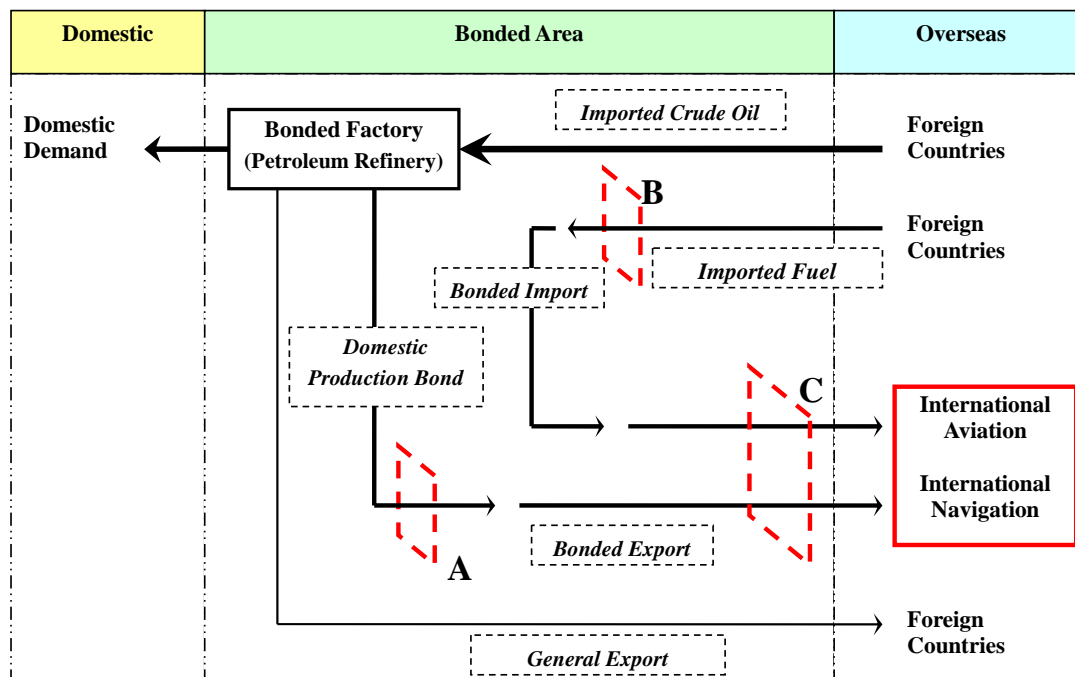 Domestic
Bonded Area
Overseas
Domestic
Demand
Bonded Factory
(Petroleum Refinery)
Imported Crude Oil
Foreign
Countries
B
Foreign
Countries
Imported Fuel
Bonded Import
Domestic
Production Bond
C
International
Aviation
International
Navigation
A
Bonded Export
Foreign
Countries
General Export